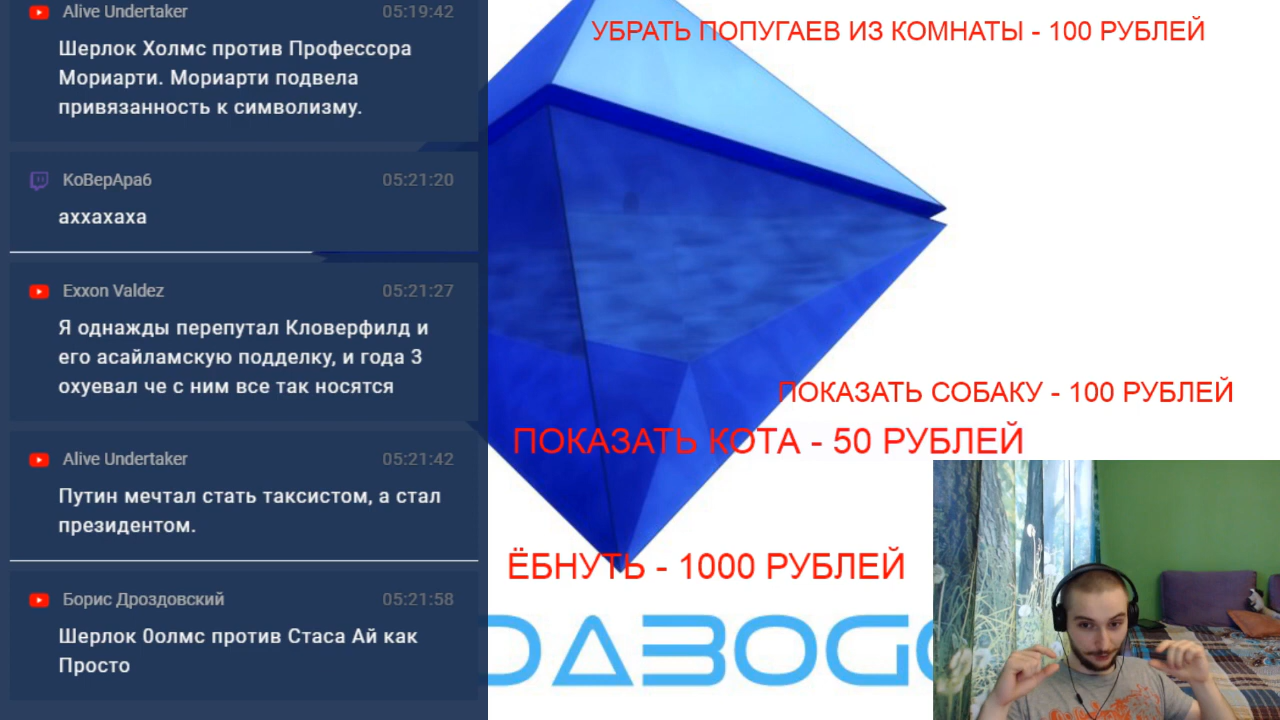 Alive Undertaker 05:19:42
Шерлок Холмс против Профессора
Мориарти. Мориарти подвела
привязанность к символизму.
КоВерАра6 05:21:20
аххахаха
Exxon Valdez 05:21:27
Я однажды перепутал Кловерфилд и
его асайламскую подделку, и года 3
охуевал че с ним все так носятся
Alive Undertaker 05:21:42
Путин мечтал стать таксистом, а стал
президентом.
Борис Дроздовский 05:21:58
Шерлок 0олмс против Стаса Ай как
Просто
УБРАТЬ ПОПУГАЕВ ИЗ КОМНАТЫ - 100 РУБЛЕЙ
ПОКАЗАТЬ СОБАКУ - 100 РУБЛЕЙ
ПОКАЗАТЬ КОТА - 50 РУБЛЕЙ
ЁБНУТЬ - 1000 РУБЛЕЙ